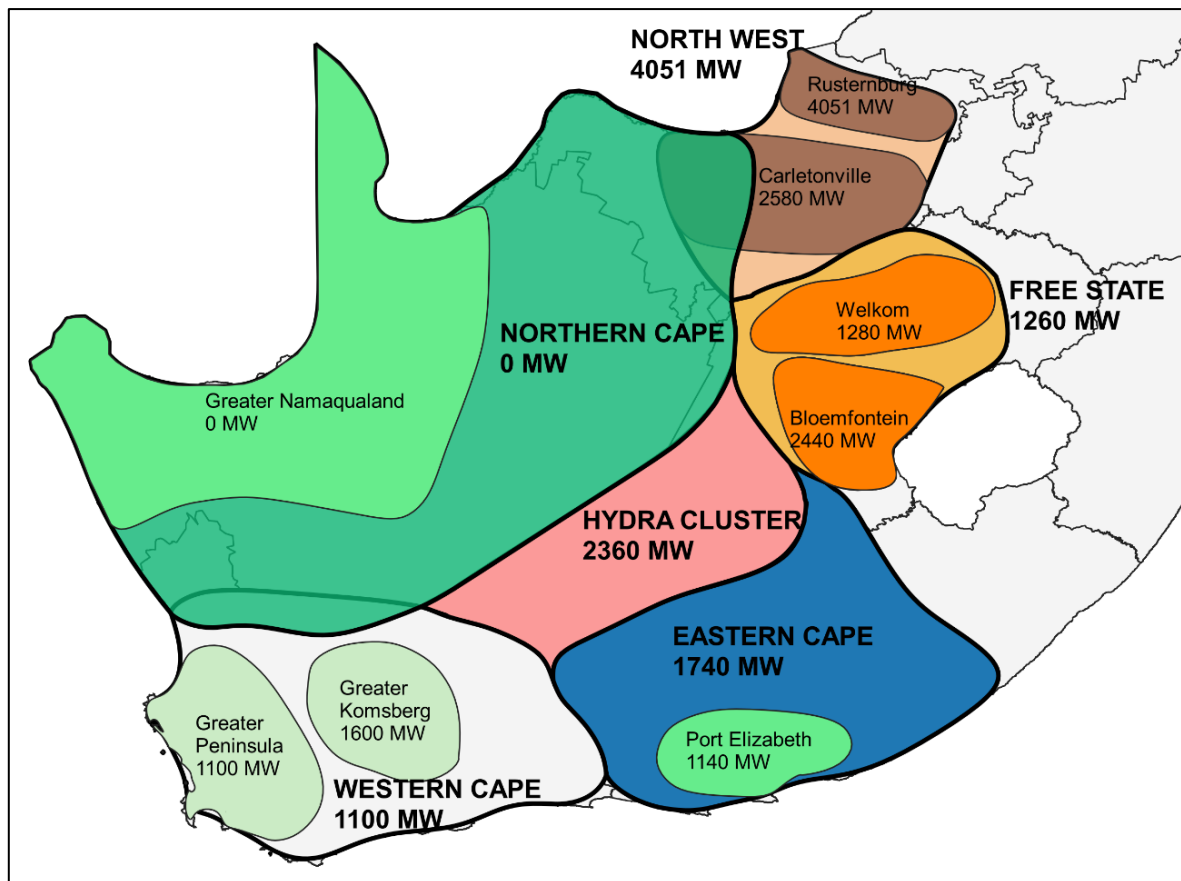 NORTH WEST
4051 MW
Rusternburg
4051 MW
Carletonville
2580 MW
FREE STATE
1260 MW
Welkom
1280 MW
NORTHERN CAPE
0 MW
Greater Namaqualand
0 MW
Bloemfontein
2440 MW
HYDRA CLUSTER
2360 MW
EASTERN CAPE
1740 MW
Greater
Komsberg
1600 MW
Greater
Peninsula
1100 MW
Port Elizabeth
1140 MW
WESTERN CAPE
1100 MW